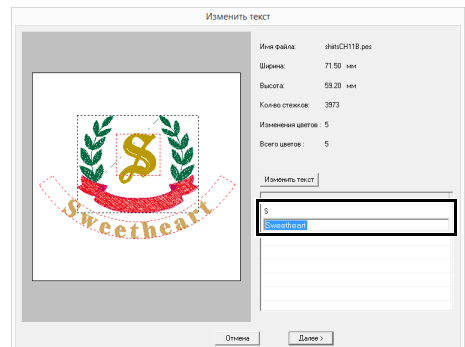 Изменить текст
Имя файла: shiitsCH11B.pes
Ширина: 71.50 мм
Высота: 59.20 мм
Кол-во стежков: 3973
Изменения цветов : 5
Всего цветов : 5
Изменить текст
S
Sweetheart
S
Sweetheart
Отмена
Далее >